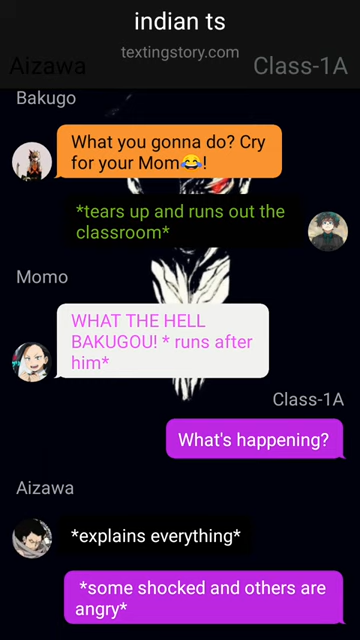 indian ts
textingstory.com
Aizawa
Class-1A
Bakugo
What you gonna do? Cry
for your Mom😂!
*tears up and runs out the
classroom*
Momo
WHAT THE HELL
BAKUGOU! * runs after
him*
Class-1A
What's happening?
Aizawa
*explains everything*
*some shocked and others are
angry*